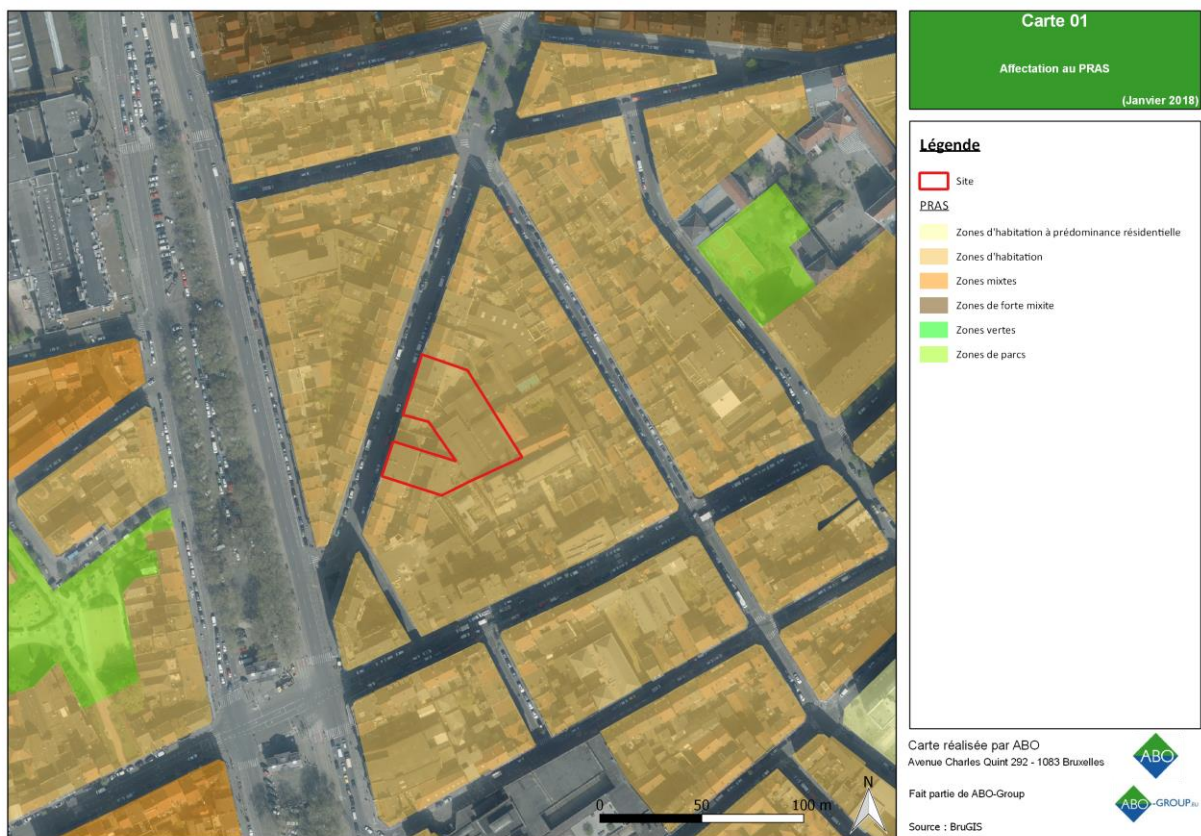 Carte 01
Affectation au PRAS
(Janvier 2018)
Légende
Site
PRAS
Zones d'habitation à prédominance résidentielle
Zones d'habitation
Zones mixtes
Zones de forte mixite
Zones vertes
Zones de parcs
N
0 50 100 m
Carte réalisée par ABO
Avenue Charles Quint 292 - 1083 Bruxelles
ABO
Fait partie de ABO-Group
ABO-GROUP.EU
Source : BruGIS